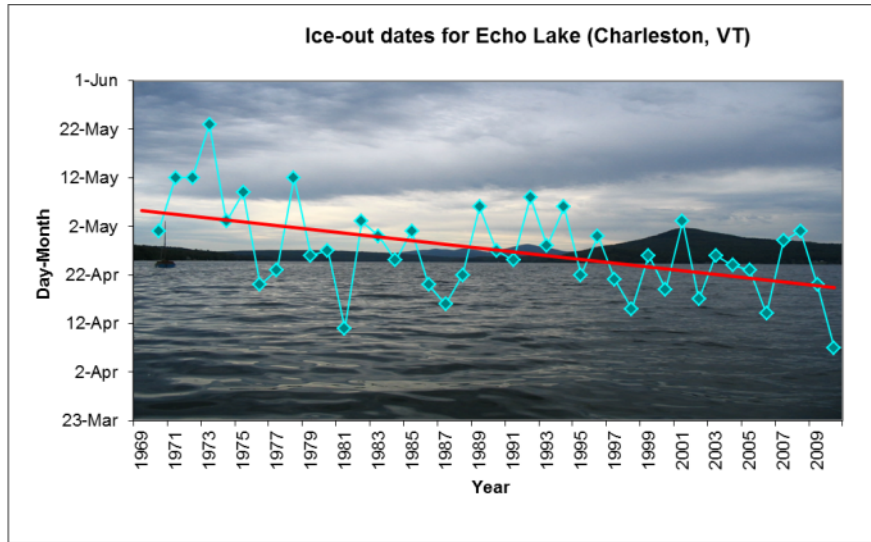 Ice-out dates for Echo Lake (Charleston, VT)
1-Jun
22-May
12-May
2-May
22-Apr
12-Apr
2-Apr
23-Mar
Day-Month
1969 1971 1973 1975 1977 1979 1981 1983 1985 1987 1989 1991 1993 1995 1997 1999 2001 2003 2005 2007 2009
Year